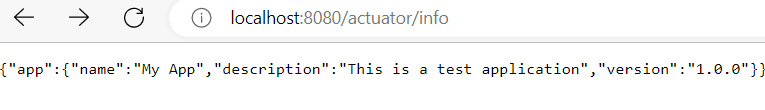 localhost:8080/actuator/info
{"app":{"name":"My App","description":"This is a test application","version":"1.0.0"}}